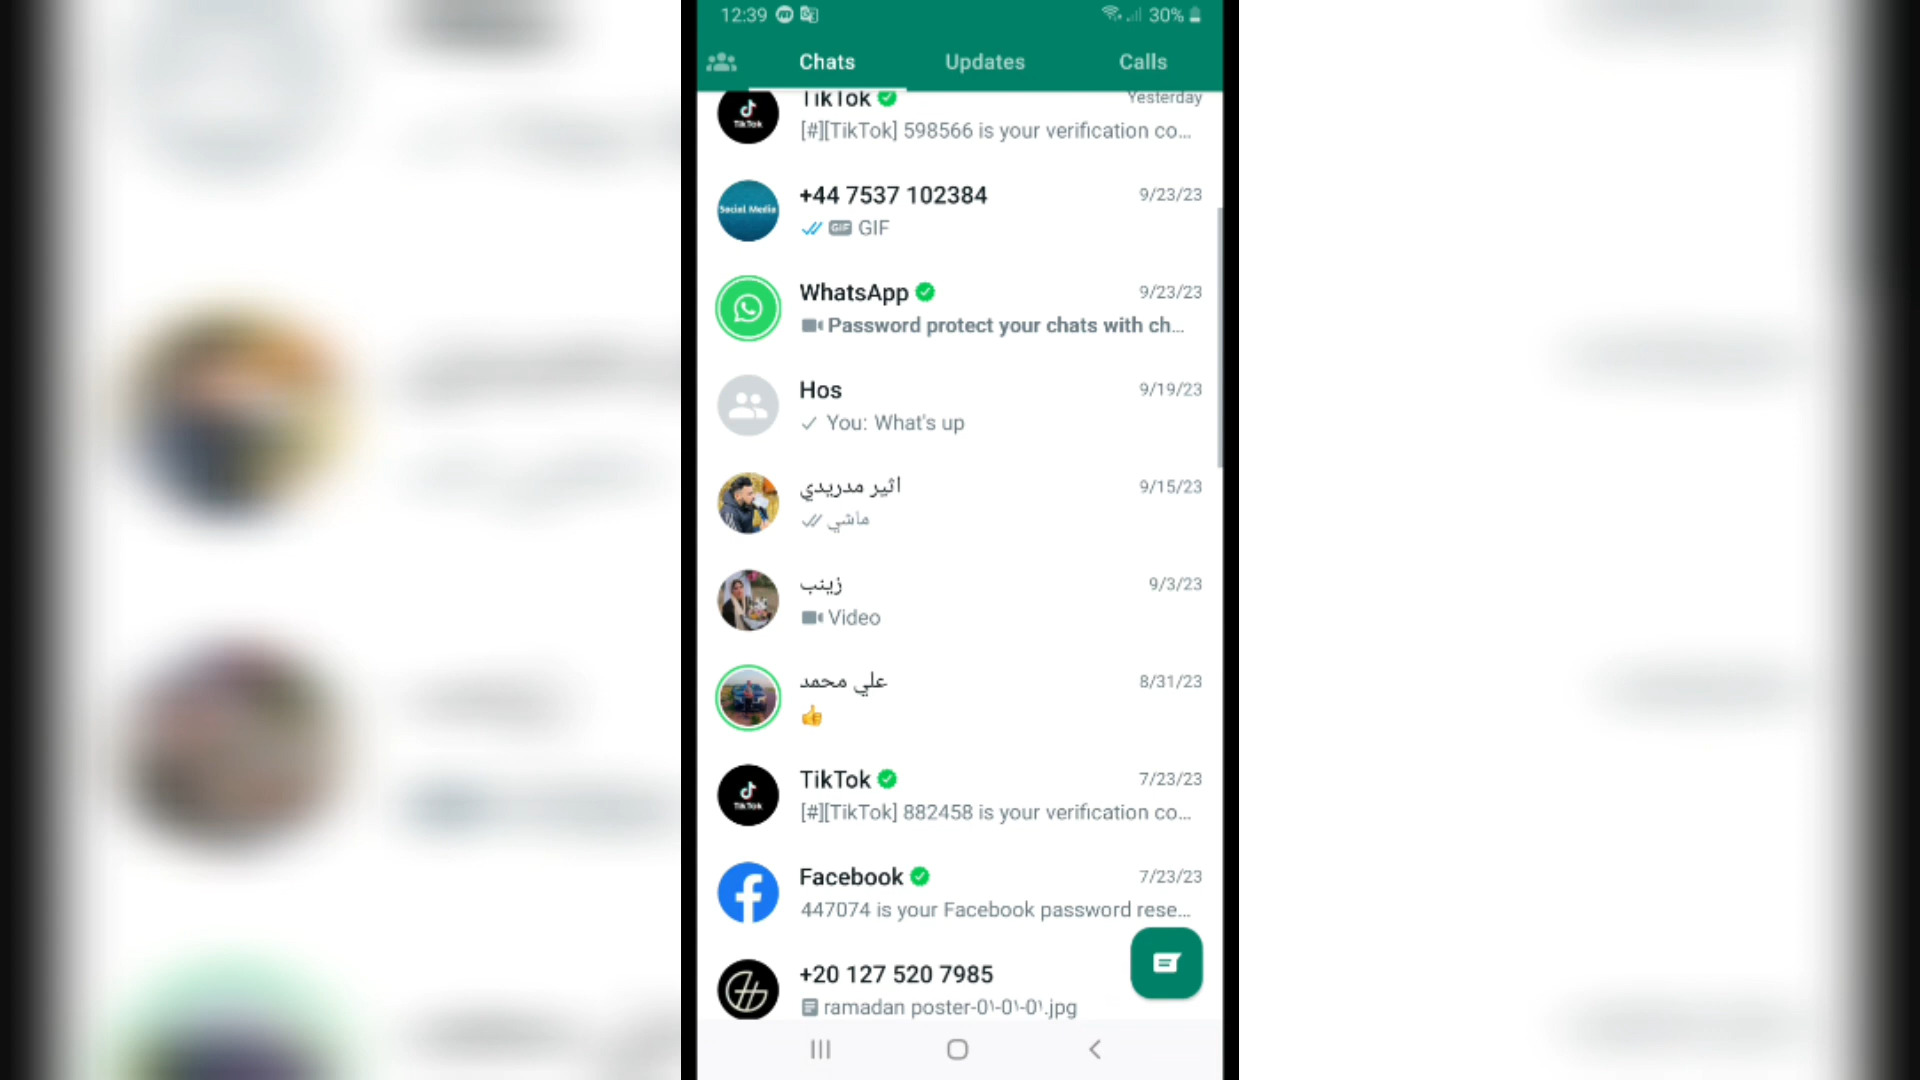 12:39
30%
Chats Updates Calls
TikTok Yesterday
[#][TikTok] 598566 is your verification co...
Social Media
+44 7537 102384 9/23/23
GIF GIF
WhatsApp 9/23/23
Password protect your chats with ch...
Hos 9/19/23
You: What's up
اثير مدريدي 9/15/23
ماشي
زينب 9/3/23
Video
علي محمد 8/31/23
👍
TikTok
TikTok 7/23/23
[#][TikTok] 882458 is your verification co...
Facebook 7/23/23
447074 is your Facebook password rese...
+20 127 520 7985
ramadan poster-0١-0١-0١.jpg